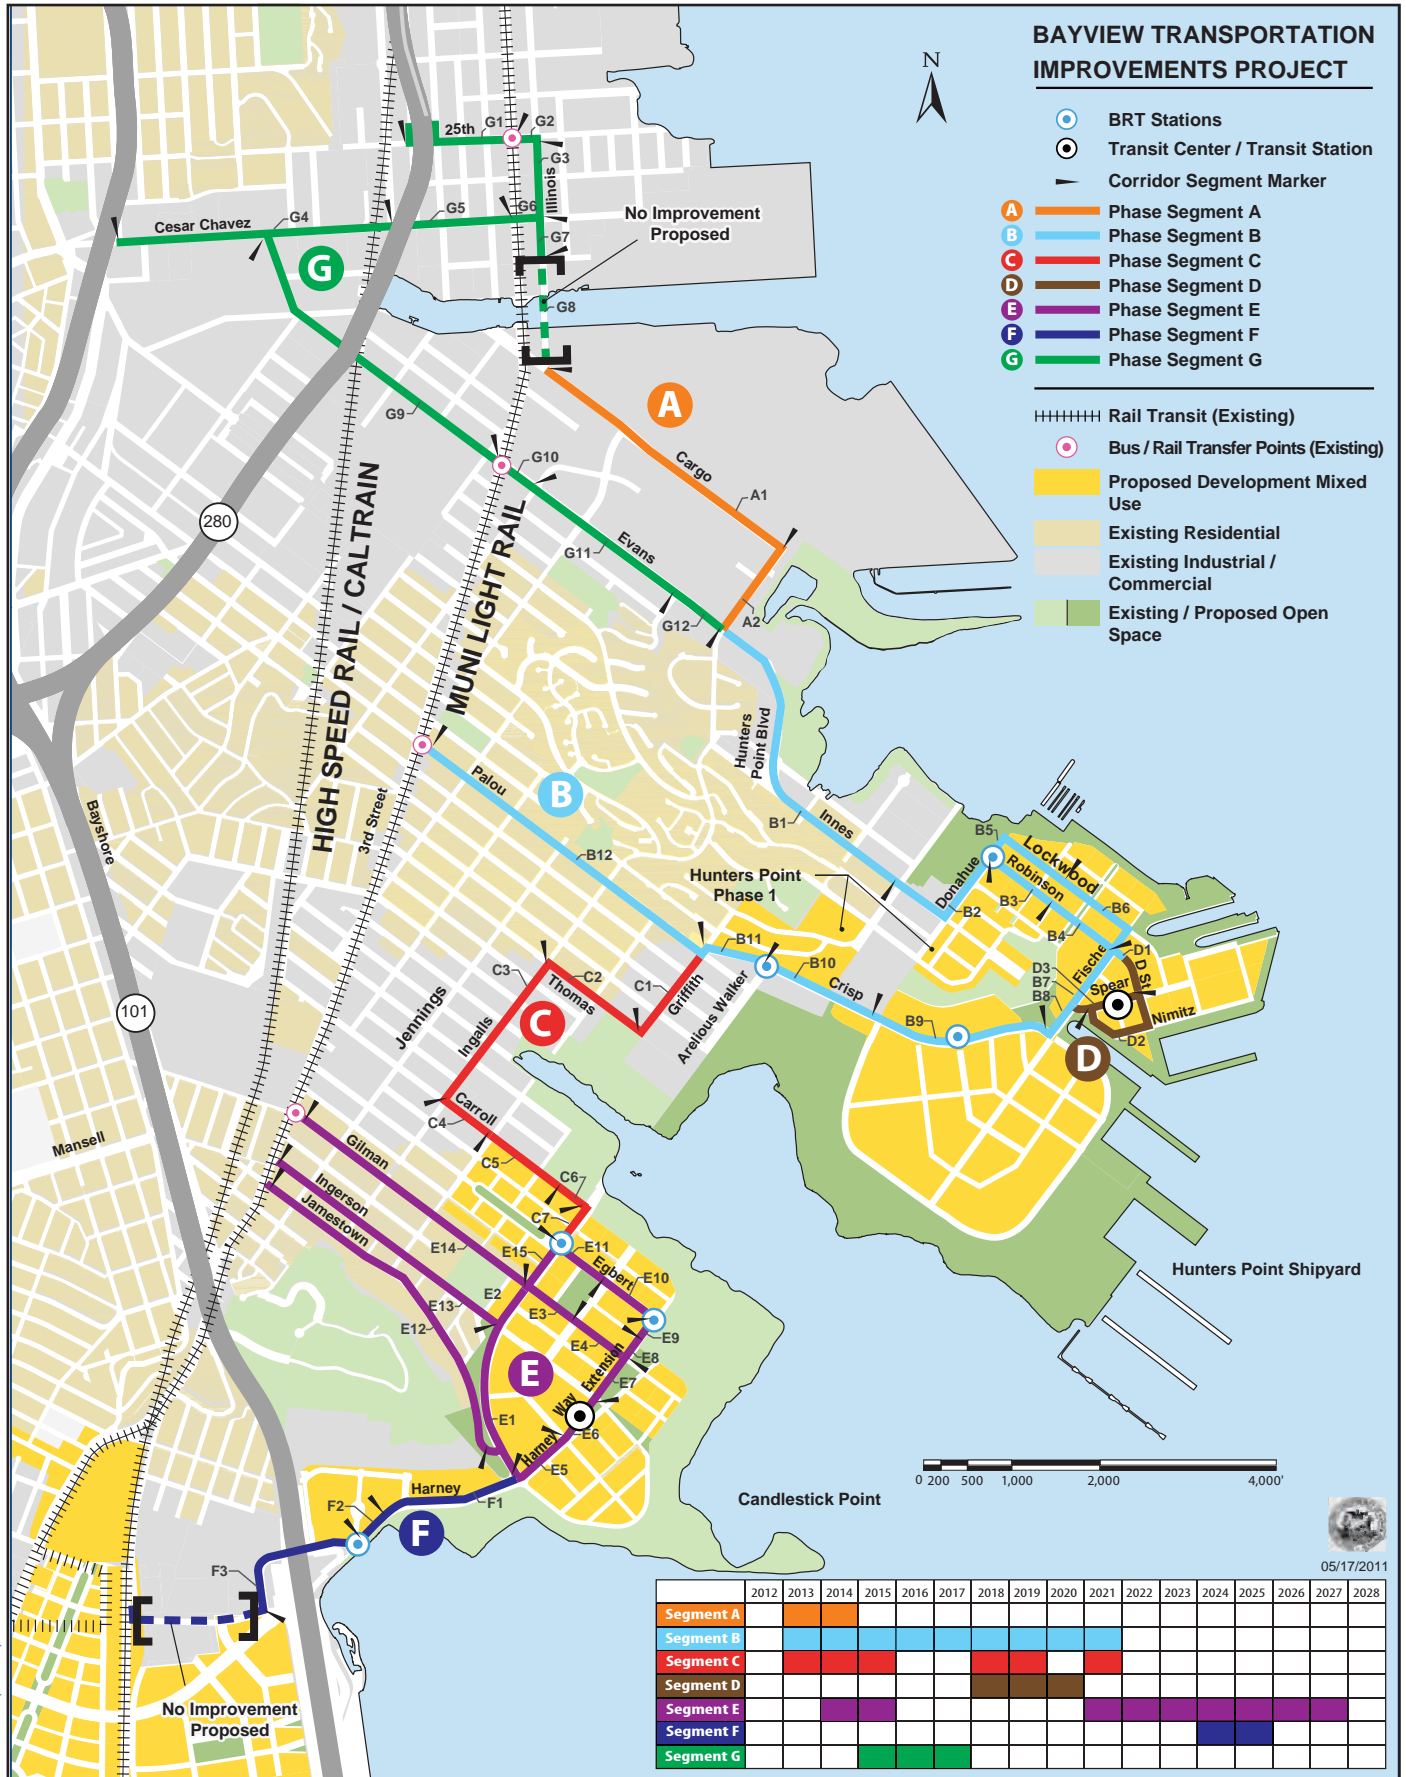 BAYVIEW TRANSPORTATION
IMPROVEMENTS PROJECT
N
BRT Stations
Transit Center / Transit Station
Corridor Segment Marker
A Phase Segment A
B Phase Segment B
C Phase Segment C
D Phase Segment D
E Phase Segment E
F Phase Segment F
G Phase Segment G
Rail Transit (Existing)
Bus / Rail Transfer Points (Existing)
Proposed Development Mixed
Use
Existing Residential
Existing Industrial /
Commercial
Existing / Proposed Open
Space
25th
G1
G2
G3
Illinois
Cesar Chavez
G4
G5
G6
G7
No Improvement
Proposed
G
G8
A
G9
G10
Cargo
A1
280
HIGH SPEED RAIL / CALTRAIN
MUNI LIGHT RAIL
G11
Evans
G12
A2
Hunters
Point Blvd
Palou
B
3rd Street
Bayshore
B1
Innes
B12
B5
Lockwood
Robinson
Hunters Point
Phase 1
Donahue
B3
B2
B6
B4
B11
B10
Crisp
Fischer
D1
D St
D3
B7
B8
Spear
Nimitz
D2
D
B9
C3
C2
Thomas
C1
Griffith
Arelious Walker
Jennings
Ingalls
C
101
Carroll
C4
C5
C6
C7
Mansell
Gilman
Ingerson
Jamestown
E14
E15
E11
Egbert
E10
E2
E3
E13
E12
E4
E9
E8
E7
Extension
Way
Harney
E
E1
E6
E5
Hunters Point Shipyard
0 200 500 1,000 2,000 4,000'
Candlestick Point
Harney
F1
F2
F
F3
No Improvement
Proposed
05/17/2011
2012 2013 2014 2015 2016 2017 2018 2019 2020 2021 2022 2023 2024 2025 2026 2027 2028
Segment A
Segment B
Segment C
Segment D
Segment E
Segment F
Segment G